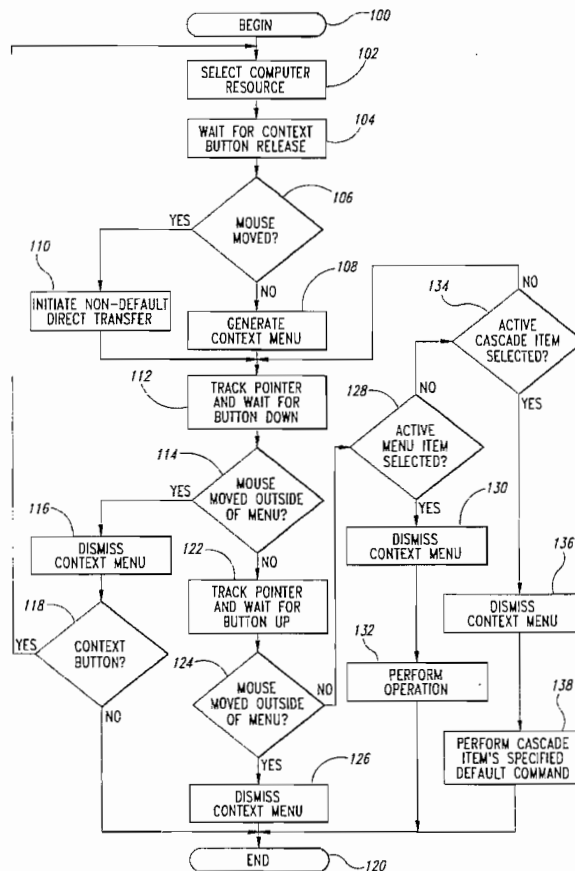 BEGIN
100
102
SELECT COMPUTER
RESOURCE
104
WAIT FOR CONTEXT
BUTTON RELEASE
106
YES
MOUSE
MOVED?
110
NO
108
134
NO
INITIATE NON-DEFAULT
DIRECT TRANSFER
GENERATE
CONTEXT MENU
ACTIVE
CASCADE ITEM
SELECTED?
112
TRACK POINTER
AND WAIT FOR
BUTTON DOWN
128
NO
YES
114
ACTIVE
MENU ITEM
SELECTED?
YES
MOUSE
MOVED OUTSIDE
OF MENU?
116
130
YES
DISMISS
CONTEXT MENU
122
NO
DISMISS
CONTEXT MENU
136
118
TRACK POINTER
AND WAIT FOR
BUTTON UP
DISMISS
CONTEXT MENU
YES
CONTEXT
BUTTON?
124
132
NO
MOUSE
MOVED OUTSIDE
OF MENU?
NO
PERFORM
OPERATION
138
YES
126
PERFORM CASCADE
ITEM'S SPECIFIED
DEFAULT COMMAND
DISMISS
CONTEXT MENU
END
120